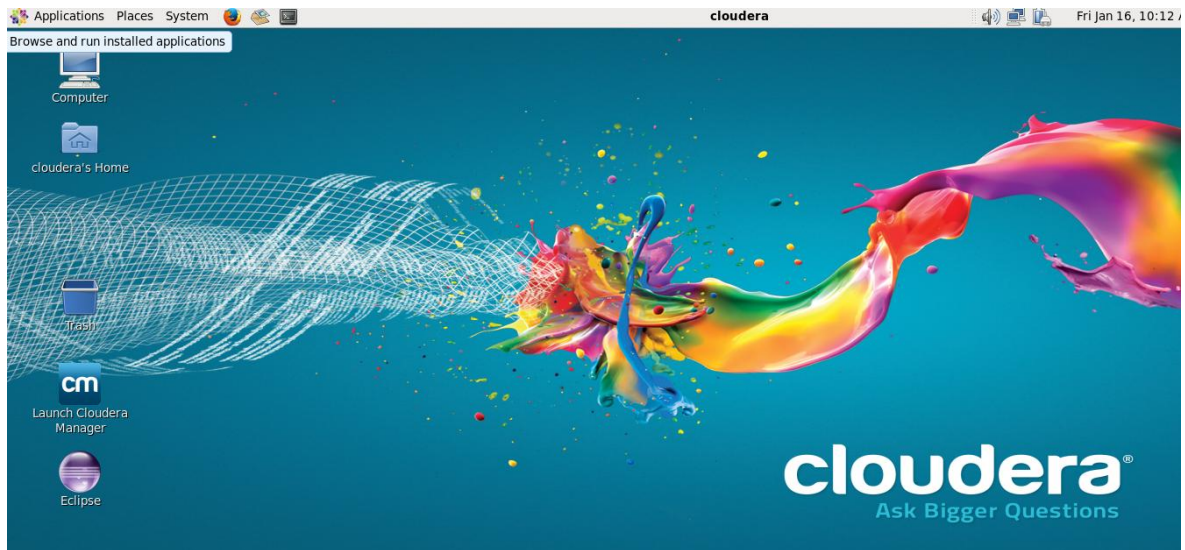 Applications Places System cloudera Fri Jan 16, 10:12
Browse and run installed applications
Computer
cloudera's Home
Trash
cm
Launch Cloudera
Manager
Eclipse
cloudera®
Ask Bigger Questions